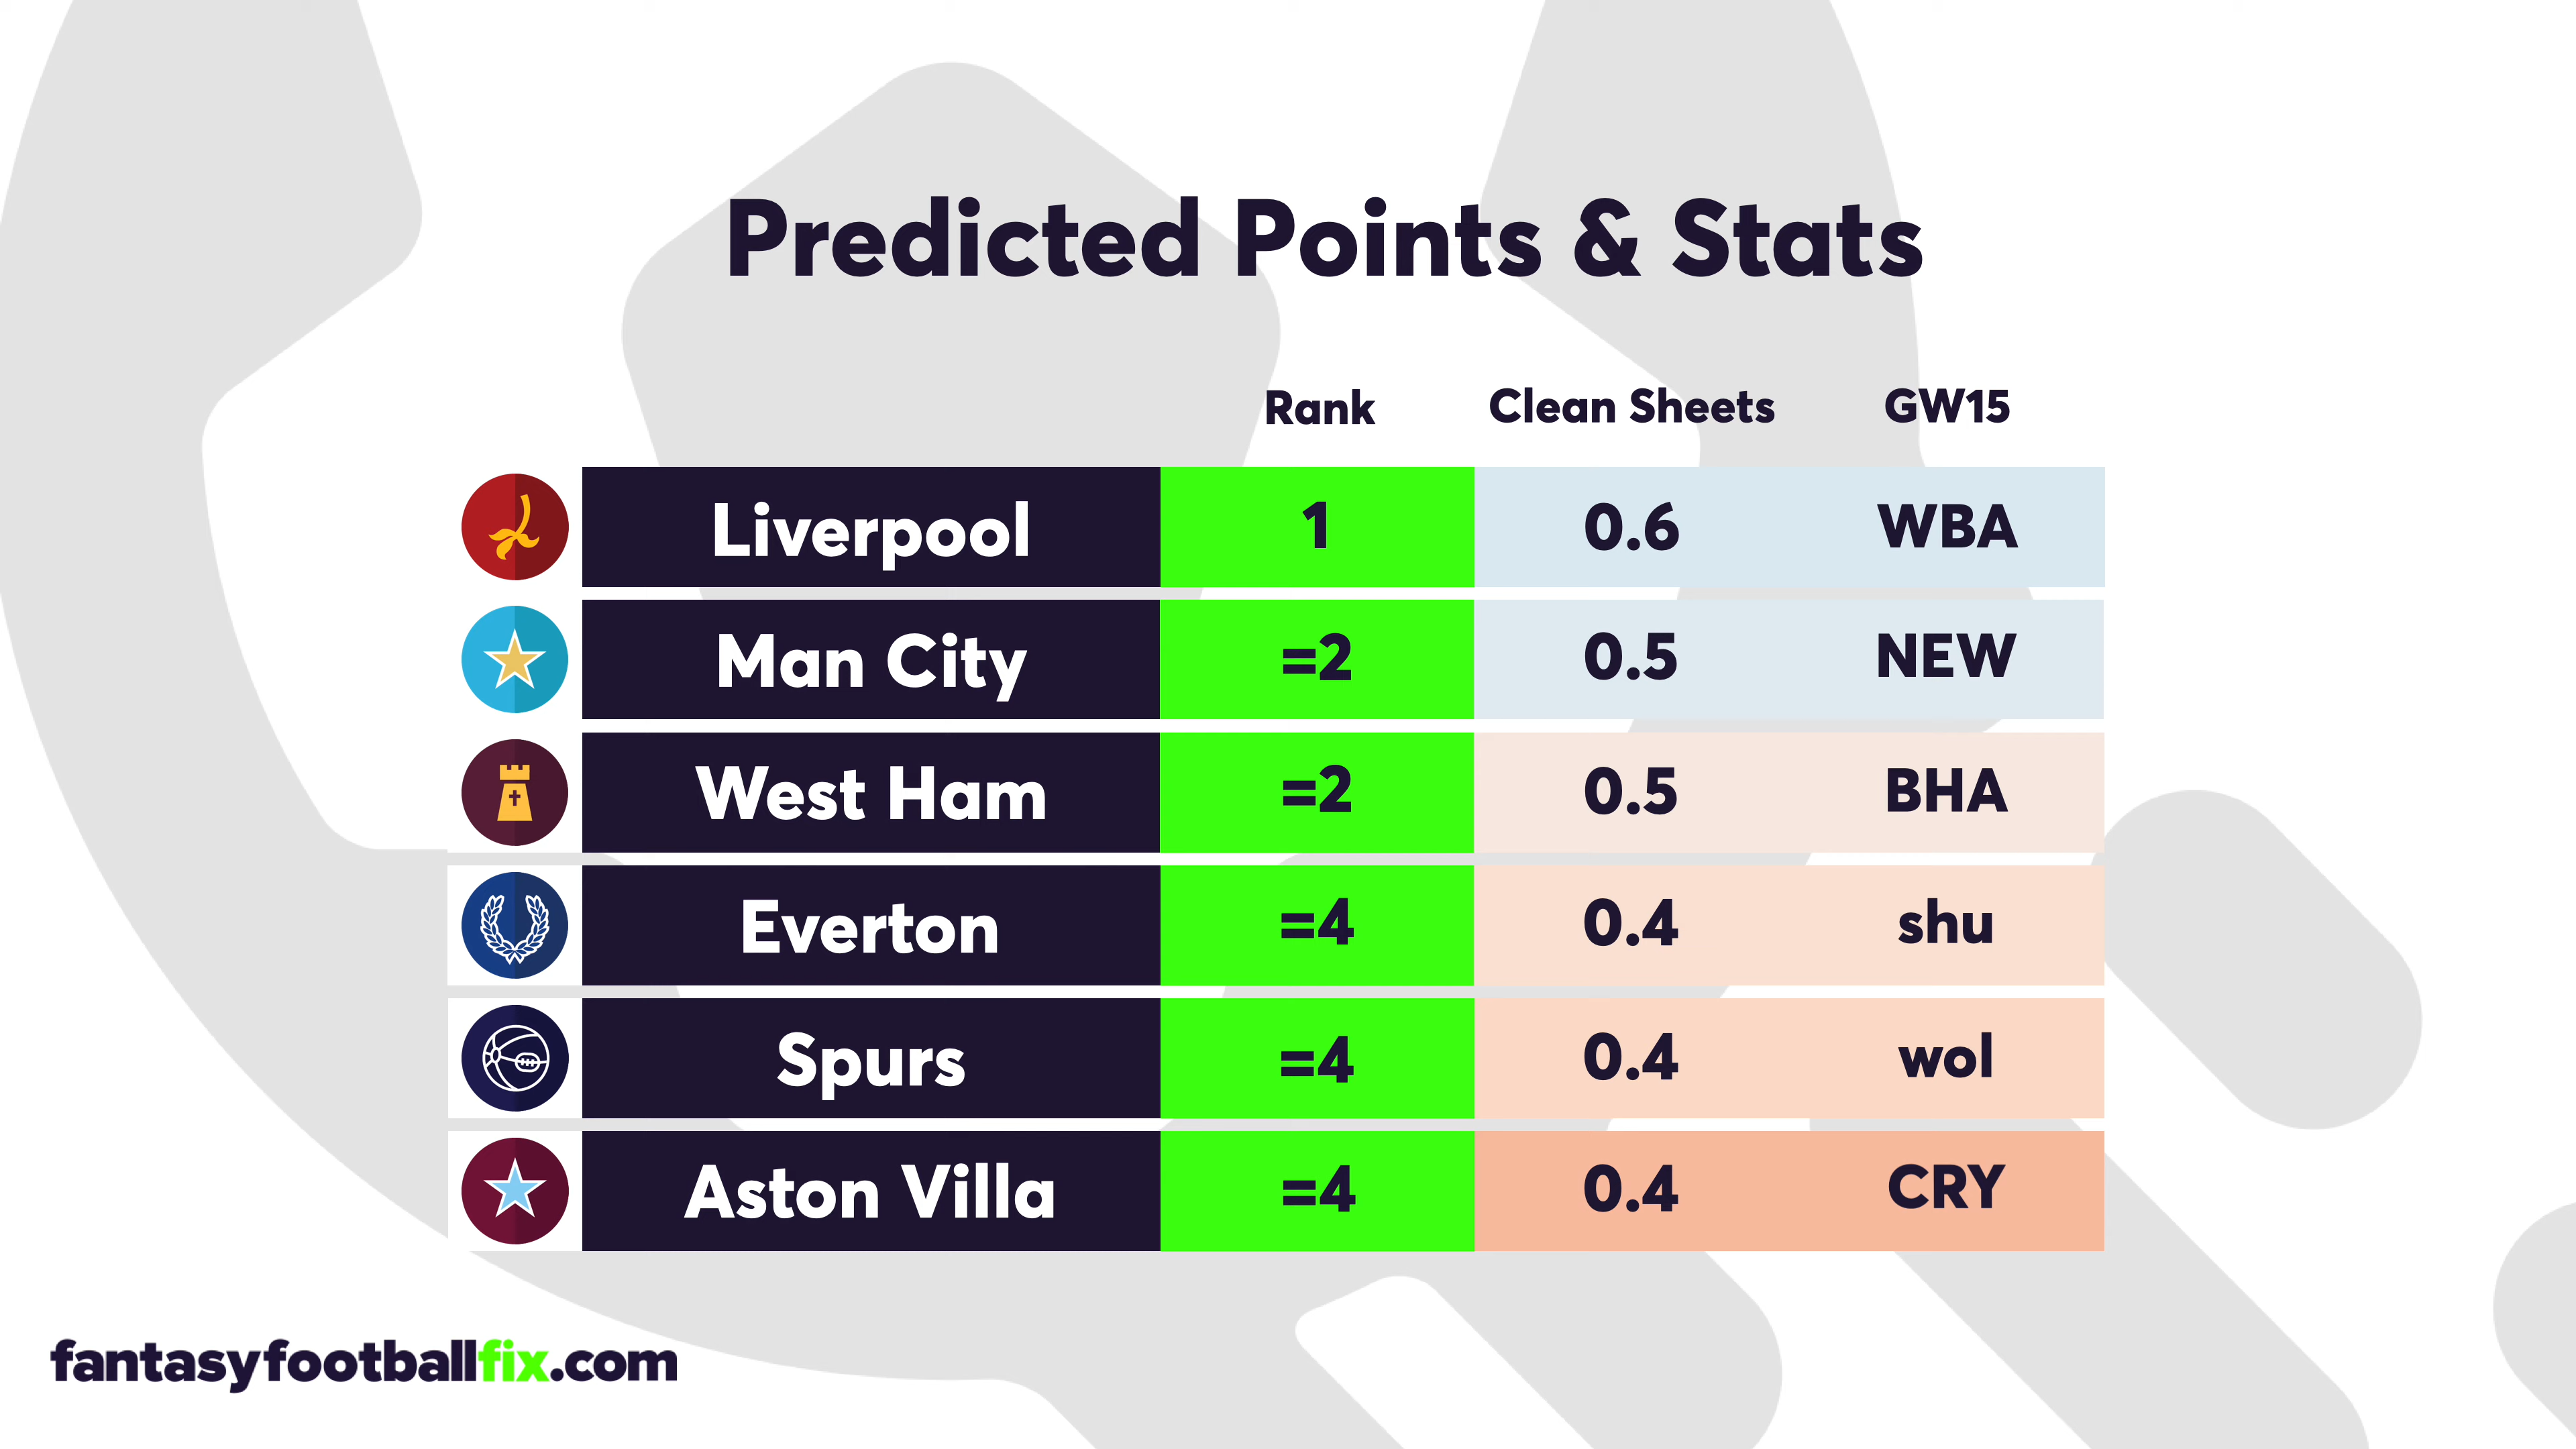 Predicted Points & Stats
Rank Clean Sheets GW15
Liverpool 1 0.6 WBA
Man City =2 0.5 NEW
West Ham =2 0.5 BHA
Everton =4 0.4 shu
Spurs =4 0.4 wol
Aston Villa =4 0.4 CRY
fantasyfootballfix.com